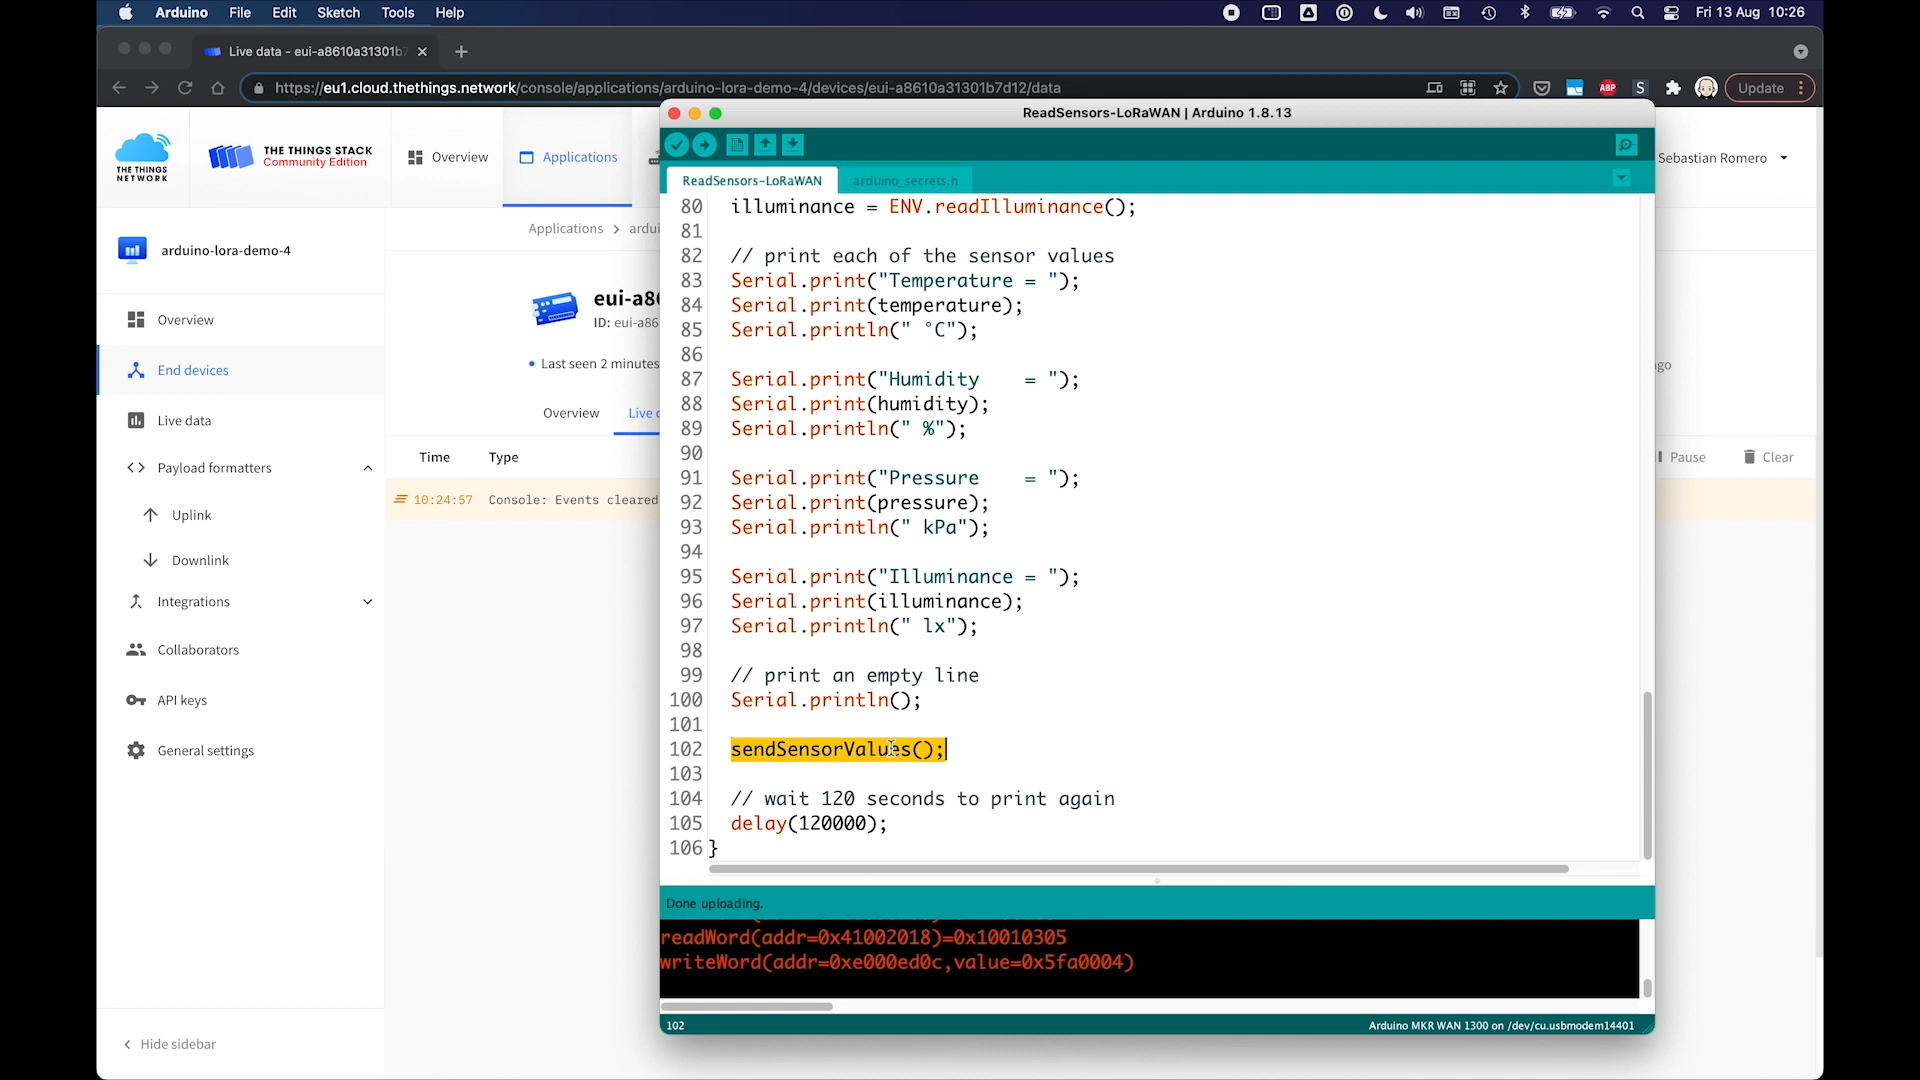 Arduino File Edit Sketch Tools Help
Fri 13 Aug 10:26
Live data - eui-a8610a31301b7
https://eu1.cloud.thethings.network/console/applications/arduino-lora-demo-4/devices/eui-a8610a31301b7d12/data
ABP
S
Update
ReadSensors-LoRaWAN | Arduino 1.8.13
THE THINGS NETWORK
THE THINGS STACK
Community Edition
Overview
Applications
Sebastian Romero
ReadSensors-LoRaWAN
arduino_secrets.h
arduino-lora-demo-4
Overview
End devices
Live data
Payload formatters
Uplink
Downlink
Integrations
Collaborators
API keys
General settings
Hide sidebar
Applications > ardui
eui-a86
ID: eui-a86
Last seen 2 minutes
go
Overview
Live
Time Type
Pause
Clear
10:24:57 Console: Events cleared
80 illuminance = ENV.readIlluminance();
81
82 // print each of the sensor values
83 Serial.print("Temperature = ");
84 Serial.print(temperature);
85 Serial.println(" °C");
86
87 Serial.print("Humidity    = ");
88 Serial.print(humidity);
89 Serial.println(" %");
90
91 Serial.print("Pressure    = ");
92 Serial.print(pressure);
93 Serial.println(" kPa");
94
95 Serial.print("Illuminance = ");
96 Serial.print(illuminance);
97 Serial.println(" lx");
98
99 // print an empty line
100 Serial.println();
101
102 sendSensorValues();
103
104 // wait 120 seconds to print again
105 delay(120000);
106 }
Done uploading.
readWord(addr=0x41002018)=0x10010305
writeWord(addr=0xe000ed0c,value=0x5fa0004)
102
Arduino MKR WAN 1300 on /dev/cu.usbmodem14401